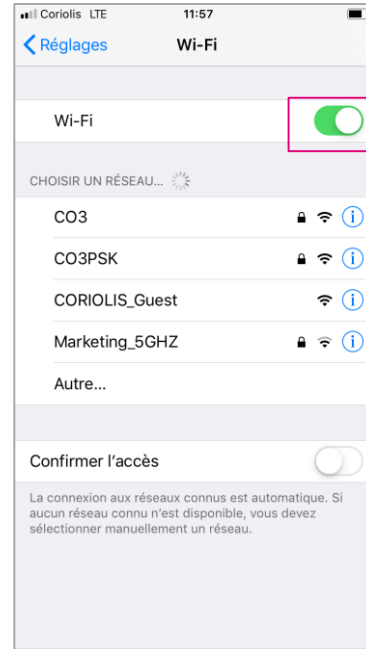 Coriolis LTE 11:57
Réglages Wi-Fi
Wi-Fi
CHOISIR UN RÉSEAU...
CO3
CO3PSK
CORIOLIS_Guest
Marketing_5GHZ
Autre...
Confirmer l'accès
La connexion aux réseaux connus est automatique. Si
aucun réseau connu n'est disponible, vous devez
sélectionner manuellement un réseau.